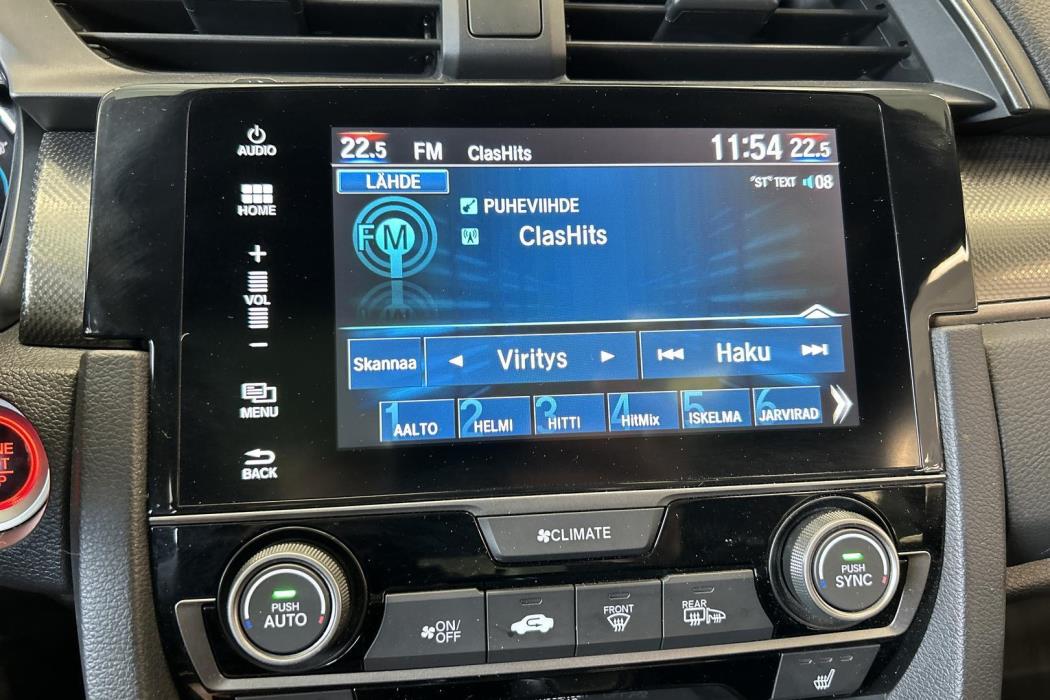 AUDIO
HOME
+
VOL
−
MENU
BACK
22.5 FM ClasHits 11:54 22.5
LÄHDE
"ST" TEXT 08
FM
PUHEVIIHDE
ClasHits
Skannaa Viritys Haku
1 AALTO 2 HELMI 3 HITTI 4 HitMix 5 ISKELMA 6 JARVIRAD
CLIMATE
PUSH AUTO
ON/OFF
FRONT
REAR
PUSH SYNC